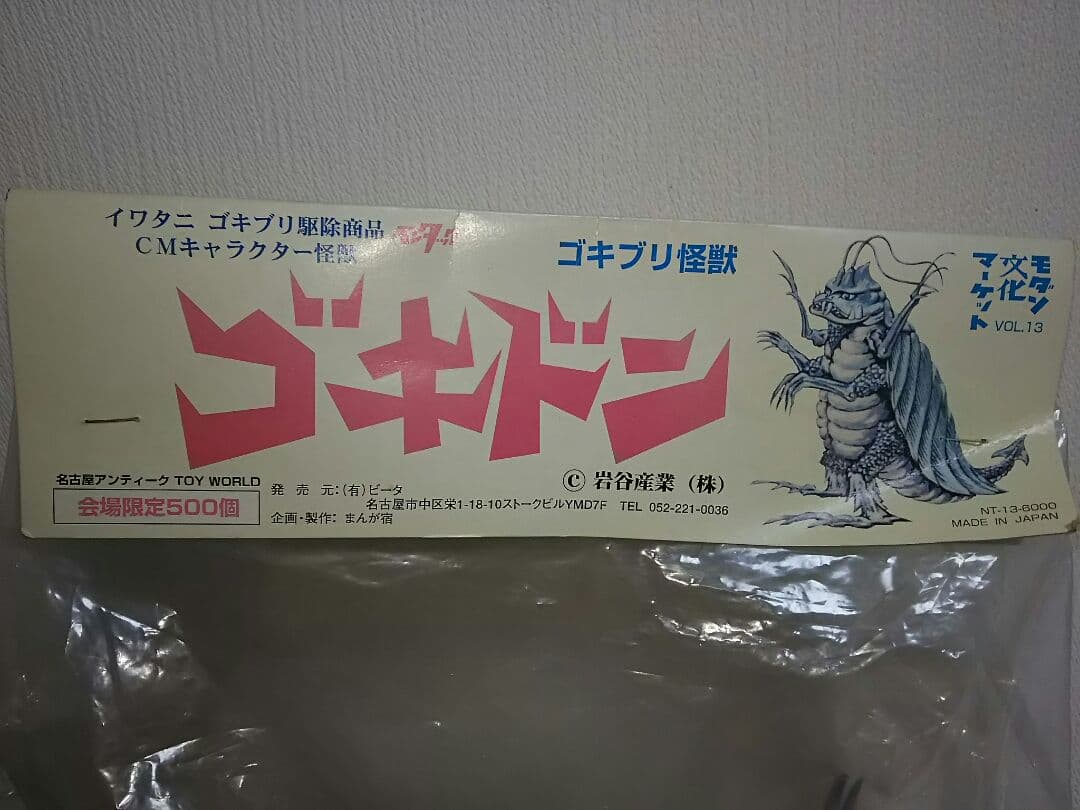 イワタニ ゴキブリ駆除商品
CMキャラクター怪獣
ゴキブリ怪獣
ゴキドン
モダン
文化
マーケット
VOL.13
名古屋アンティーク TOY WORLD
会場限定500個
発 売 元:(有)ビータ
名古屋市中区栄1-18-10ストークビルYMD7F TEL 052-221-0036
企画・製作: まんが宿
© 岩谷産業 (株)
NT-13-6000
MADE IN JAPAN